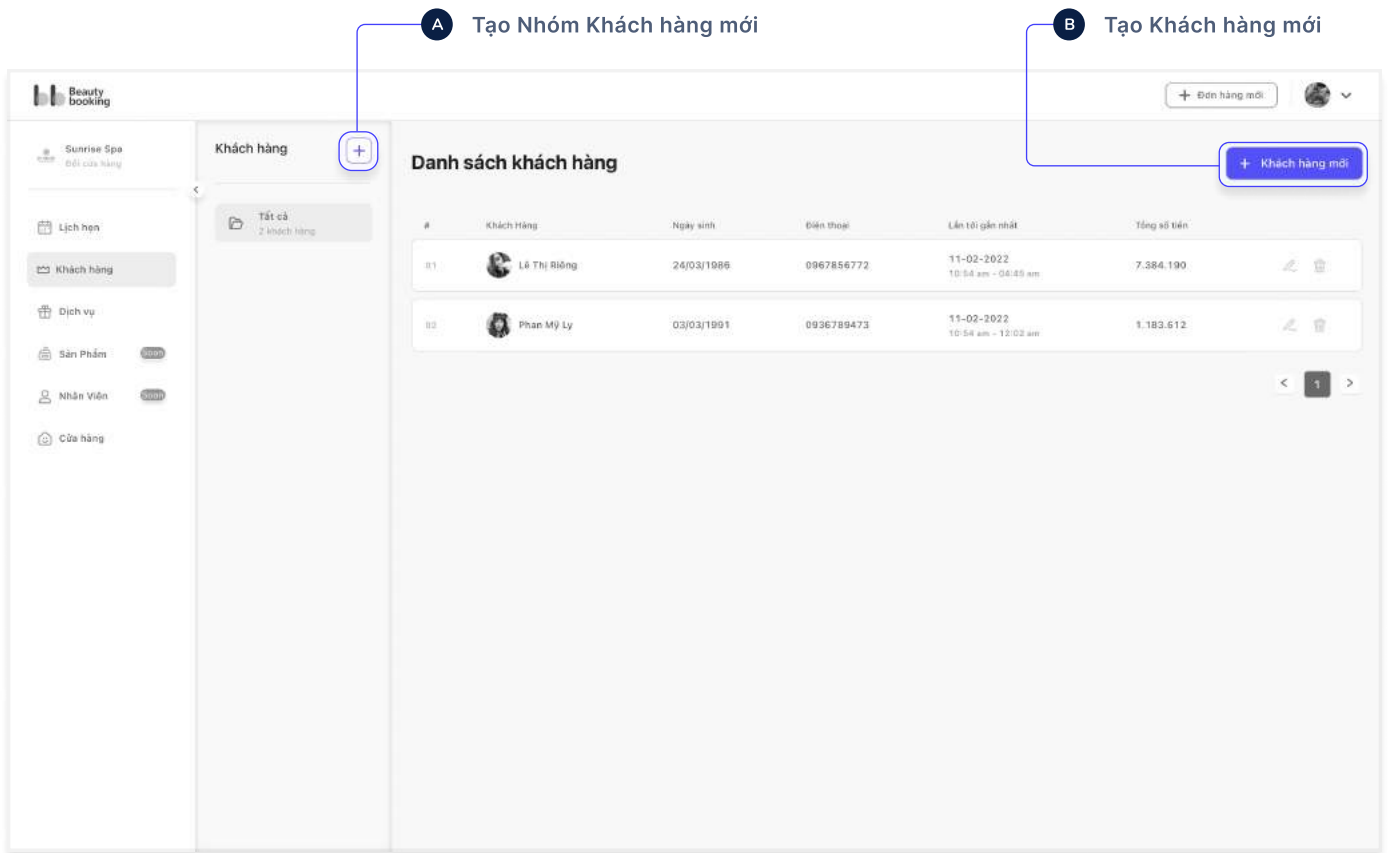 A Tạo Nhóm Khách hàng mới
B Tạo Khách hàng mới
Beauty
booking
+ Đơn hàng mới
Sunrise Spa
Đổi cửa hàng
Lịch hẹn
Khách hàng
Dịch vụ
Sản Phẩm Soon
Nhân Viên Soon
Cửa hàng
Khách hàng
Tất cả
2 khách hàng
Danh sách khách hàng
+ Khách hàng mới
# Khách Hàng Ngày sinh Điện thoại Lần tới gần nhất Tổng số tiền
01 Lê Thị Riêng 24/03/1986 0967856772 11-02-2022 7.384.190
10:54 am - 04:45 am
02 Phan Mỹ Ly 03/03/1991 0936789473 11-02-2022 1.183.612
10:54 am - 12:02 am
< 1 >